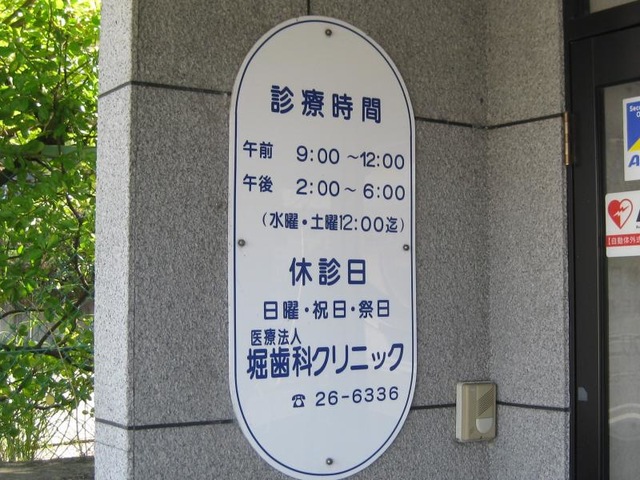 診療時間
午前 9:00 ～12:00
午後 2:00～ 6:00
(水曜・土曜12:00迄)
休診日
日曜・祝日・祭日
医療法人
堀歯科クリニック
☎ 26-6336